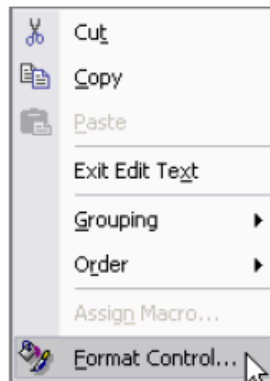 Cut
Copy
Paste
Exit Edit Text
Grouping
Order
Assign Macro...
Format Control...